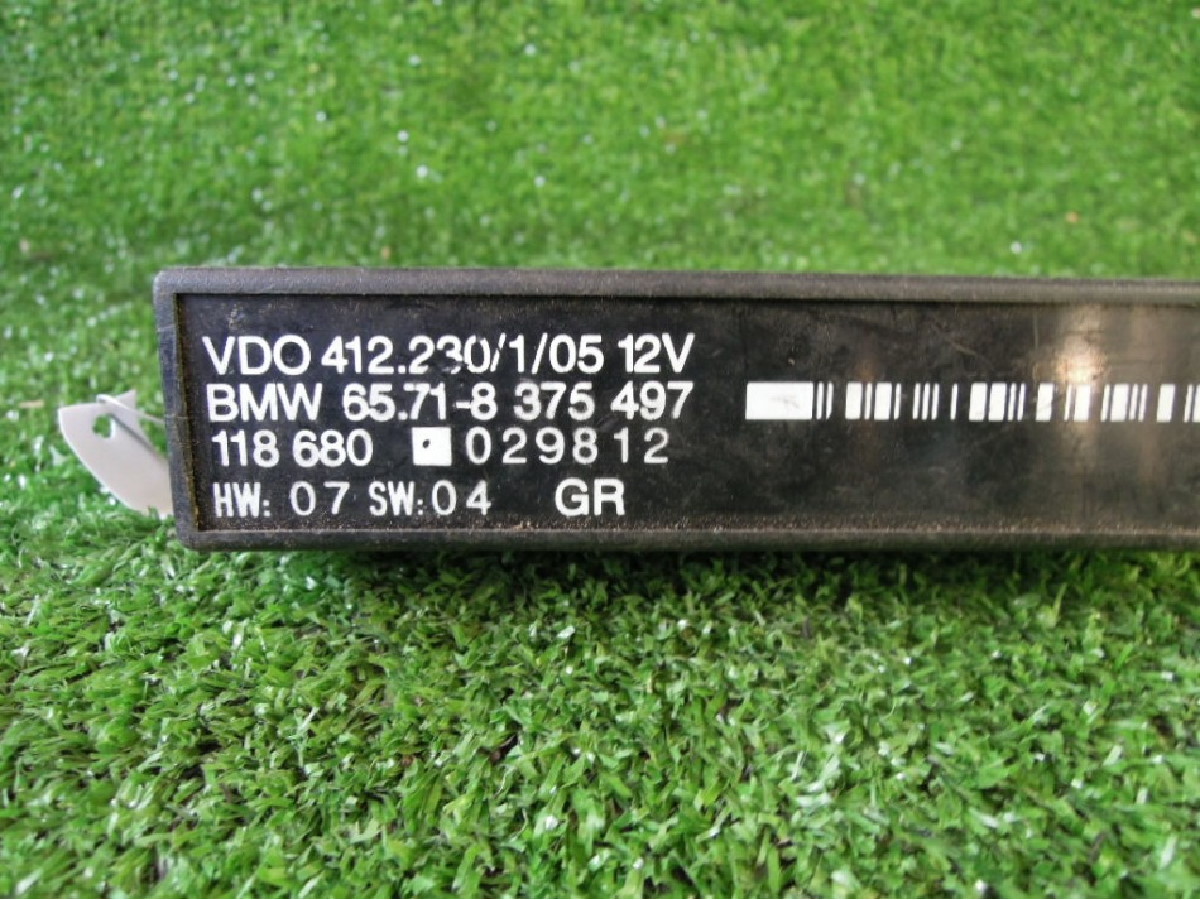 VDO 412.230/1/05 12V
BMW 65.71-8 375 497
118 680 029812
HW: 07 SW:04 GR